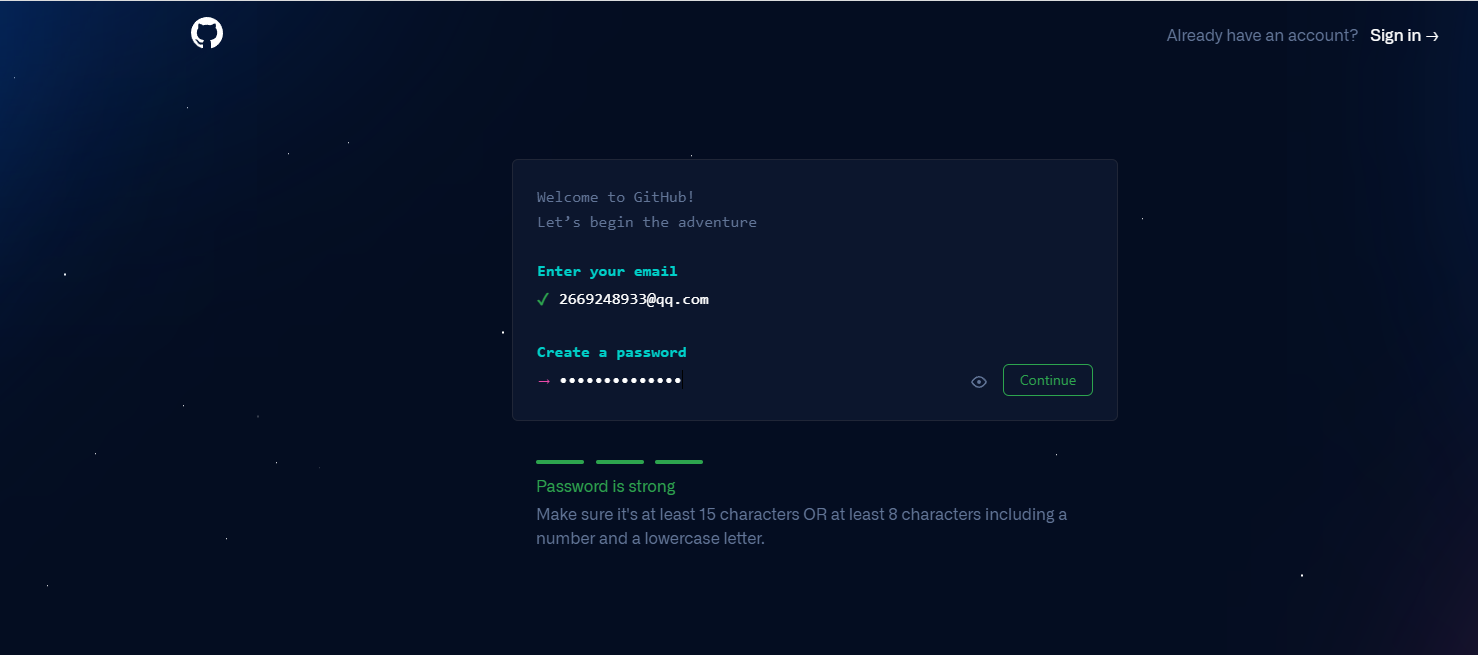 Already have an account? Sign in →
Welcome to GitHub!
Let’s begin the adventure
Enter your email
✓ 2669248933@qq.com
Create a password
→ ••••••••••••••
Continue
Password is strong
Make sure it's at least 15 characters OR at least 8 characters including a
number and a lowercase letter.